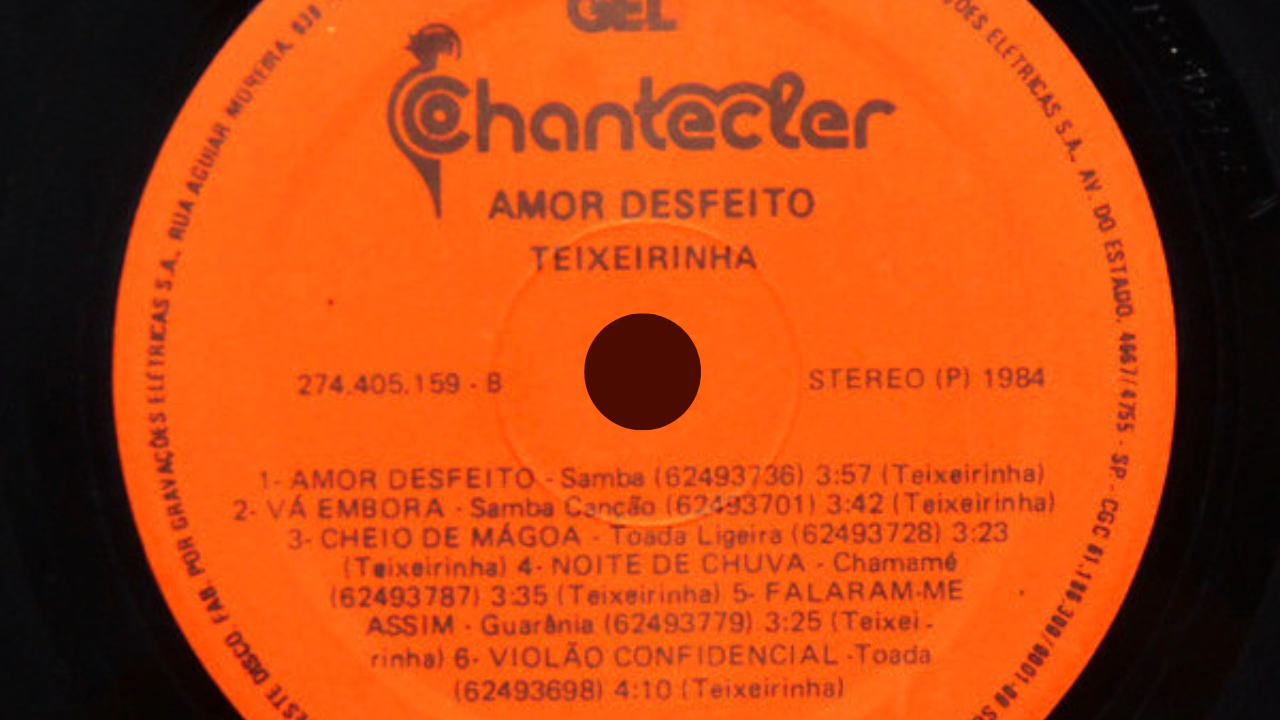 GEL
Chantecler
AMOR DESFEITO
TEIXEIRINHA
274.405.159 - B
STEREO (P) 1984
1- AMOR DESFEITO - Samba (62493736) 3:57 (Teixeirinha)
2- VÁ EMBORA - Samba Canção (62493701) 3:42 (Teixeirinha)
3- CHEIO DE MÁGOA - Toada Ligeira (62493728) 3:23
(Teixeirinha) 4- NOITE DE CHUVA - Chamamé
(62493787) 3:35 (Teixeirinha) 5- FALARAM-ME
ASSIM - Guarânia (62493779) 3:25 (Teixei-
rinha) 6- VIOLÃO CONFIDENCIAL -Toada
(62493698) 4:10 (Teixeirinha)
DISCO FAB. POR GRAVAÇÕES ELETRICAS S.A. RUA AGUIAR MOREIRA,
ELETRICAS S.A., AV. DO ESTADO, 4667/4755 - SP - CGC